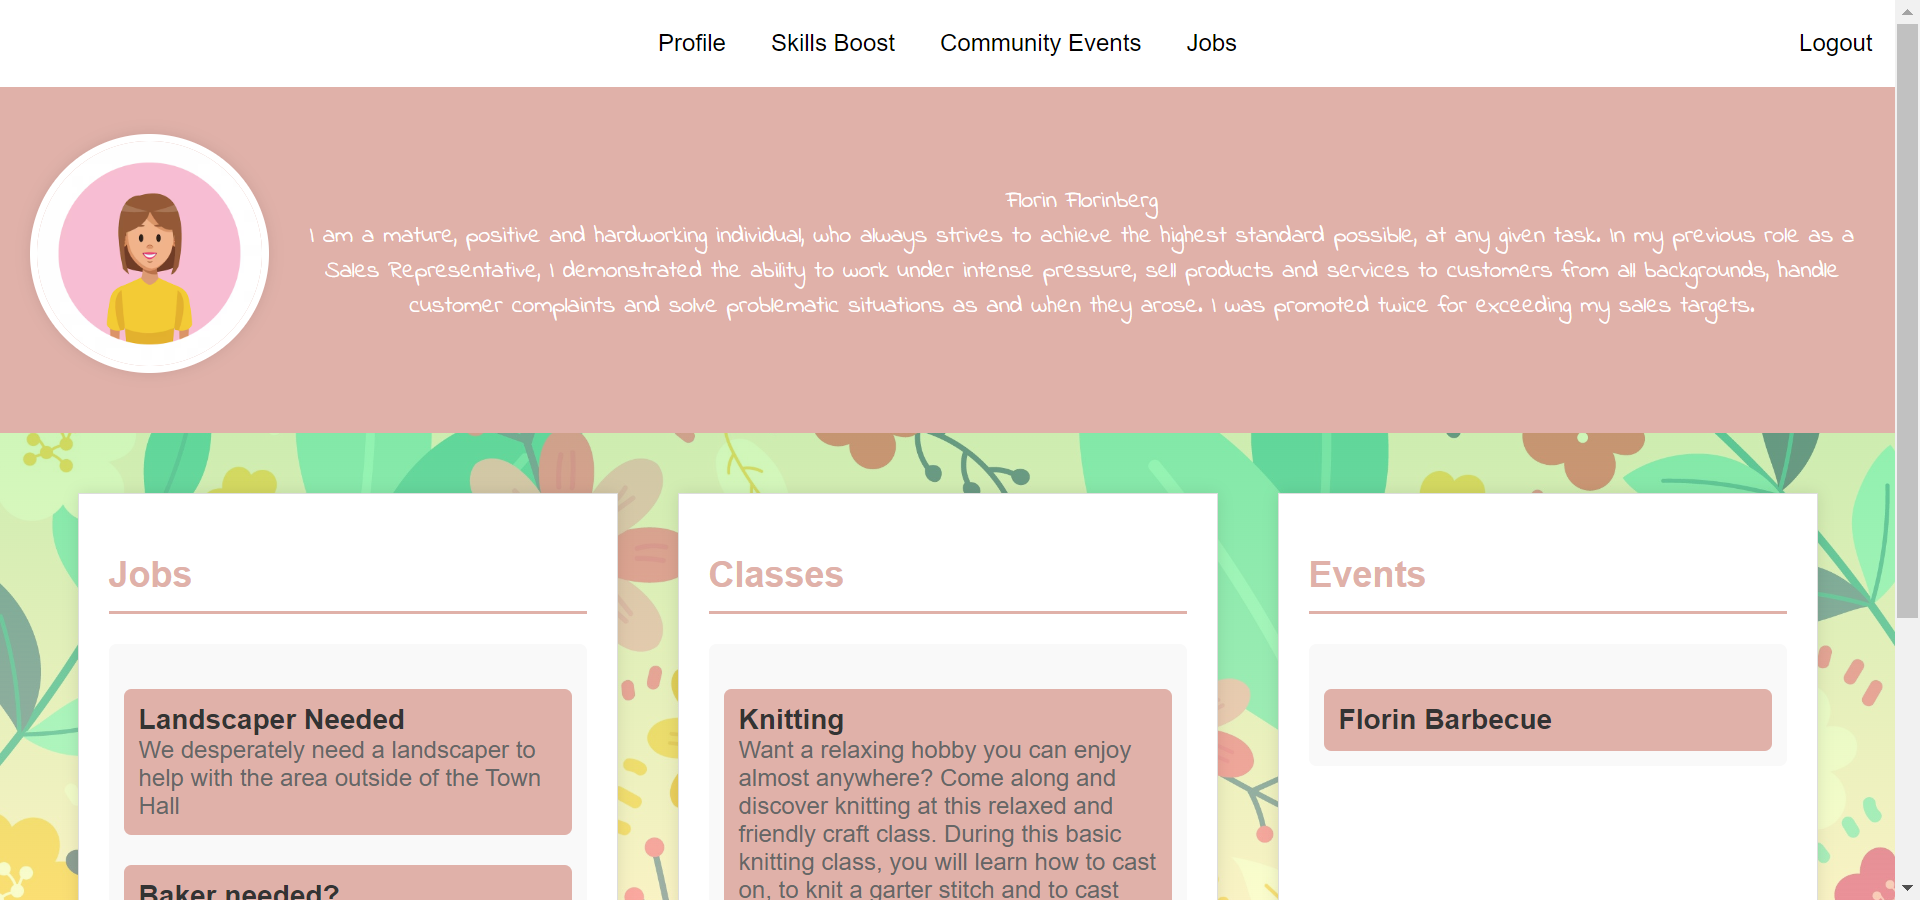 Profile Skills Boost Community Events Jobs Logout
Florin Florinberg
I am a mature, positive and hardworking individual, who always strives to achieve the highest standard possible, at any given task. In my previous role as a
Sales Representative, I demonstrated the ability to work under intense pressure, sell products and services to customers from all backgrounds, handle
customer complaints and solve problematic situations as and when they arose. I was promoted twice for exceeding my sales targets.
Jobs
Landscaper Needed
We desperately need a landscaper to
help with the area outside of the Town
Hall
Baker needed?
Classes
Knitting
Want a relaxing hobby you can enjoy
almost anywhere? Come along and
discover knitting at this relaxed and
friendly craft class. During this basic
knitting class, you will learn how to cast
on, to knit a garter stitch and to cast
Events
Florin Barbecue